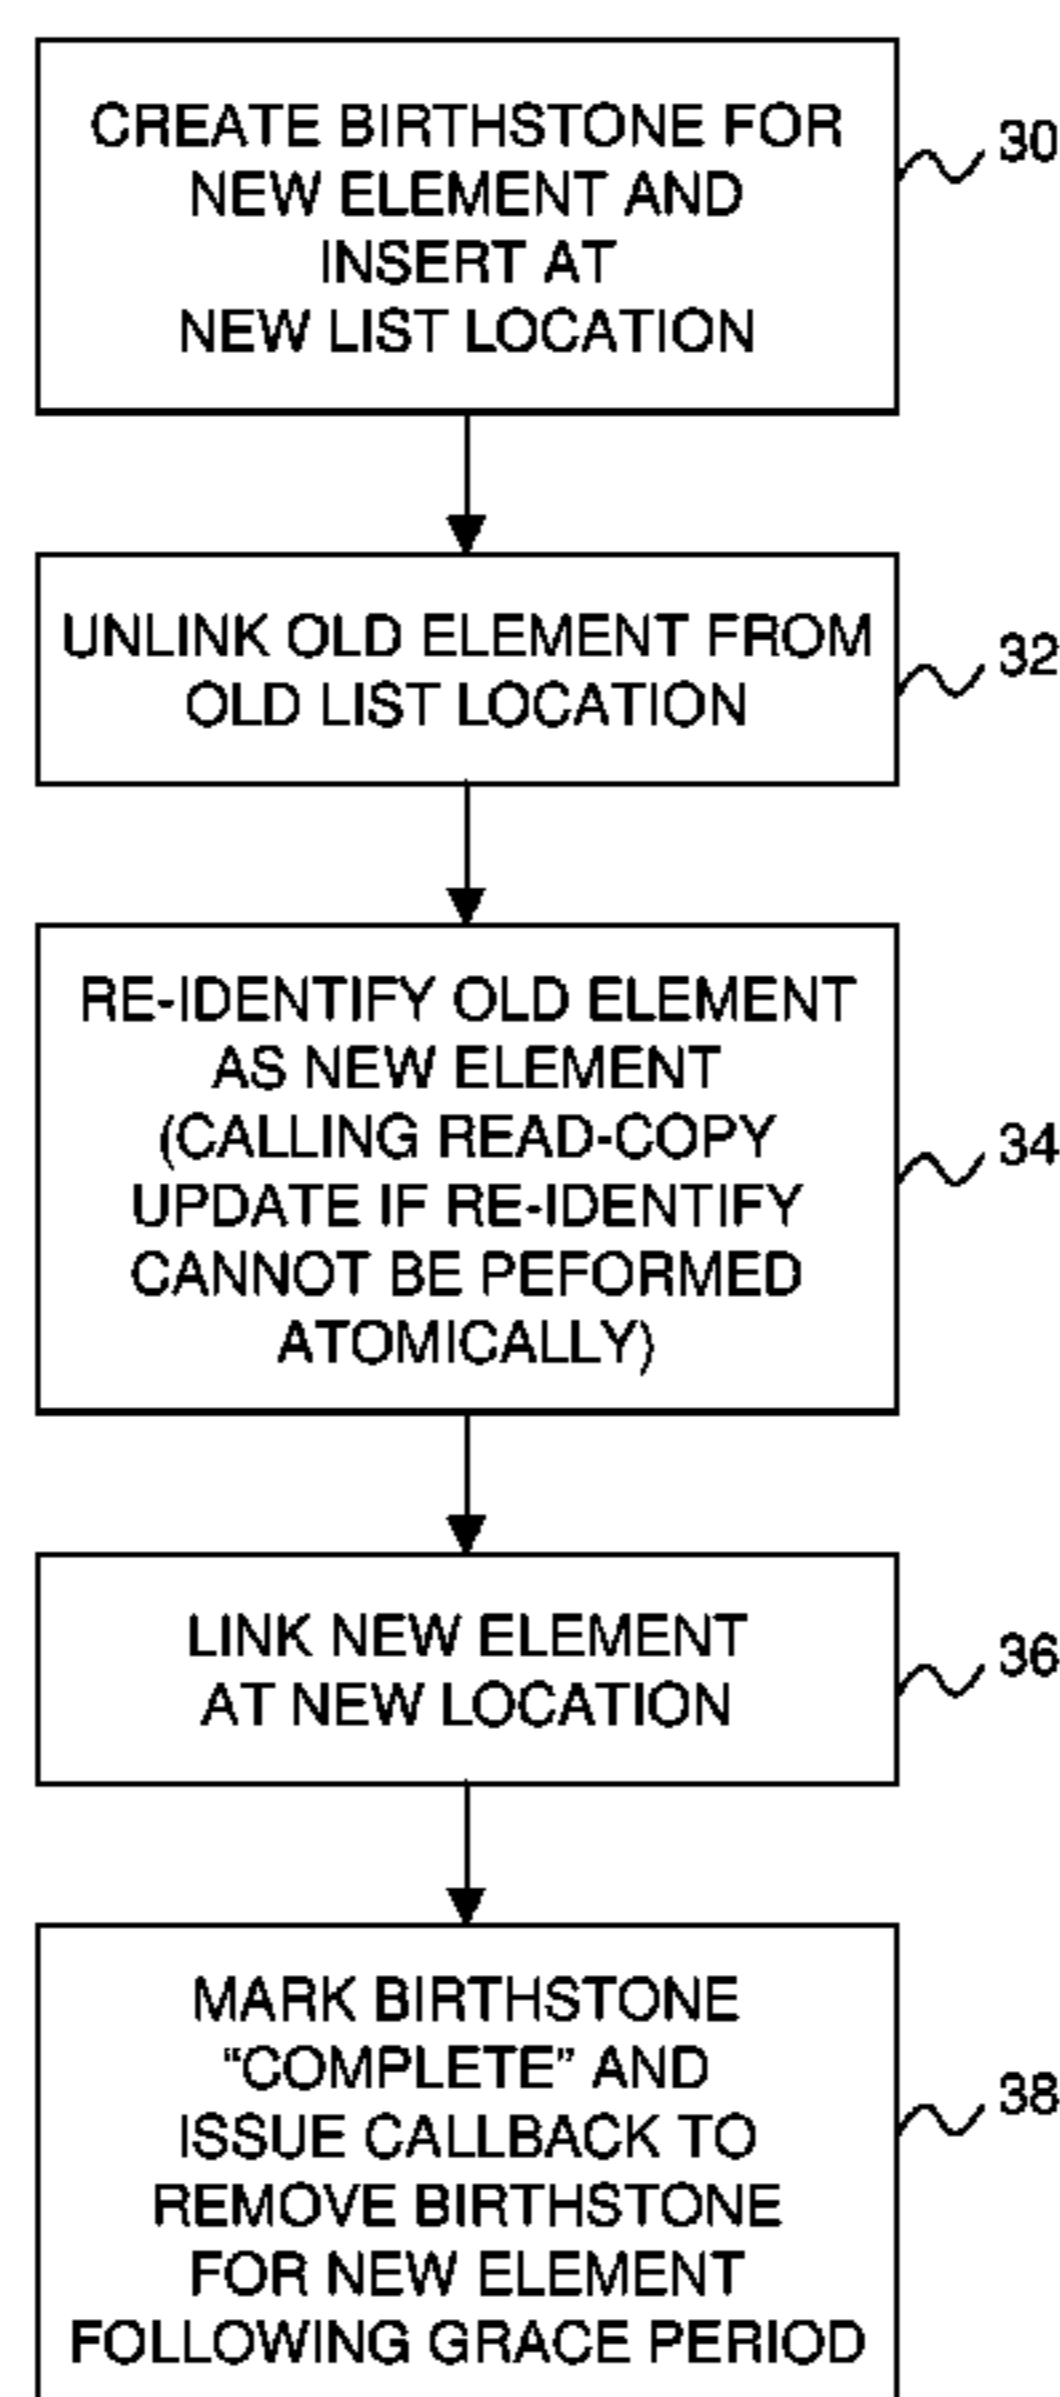 CREATE BIRTHSTONE FOR
NEW ELEMENT AND
INSERT AT
NEW LIST LOCATION
30
UNLINK OLD ELEMENT FROM
OLD LIST LOCATION
32
RE-IDENTIFY OLD ELEMENT
AS NEW ELEMENT
(CALLING READ-COPY
UPDATE IF RE-IDENTIFY
CANNOT BE PEFORMED
ATOMICALLY)
34
LINK NEW ELEMENT
AT NEW LOCATION
36
MARK BIRTHSTONE
“COMPLETE” AND
ISSUE CALLBACK TO
REMOVE BIRTHSTONE
FOR NEW ELEMENT
FOLLOWING GRACE PERIOD
38